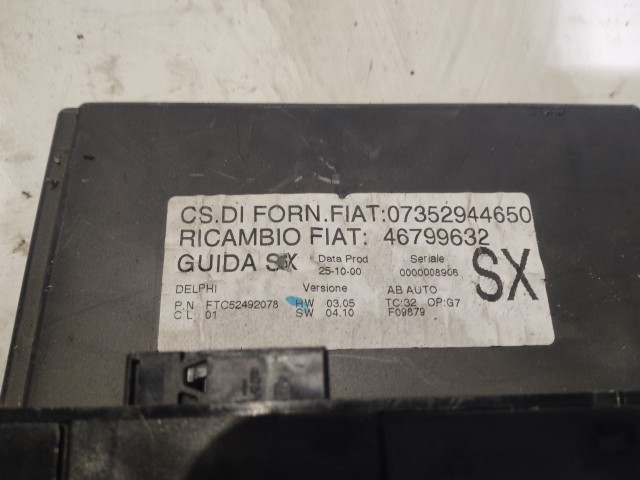 CS.DI FORN.FIAT:07352944650
RICAMBIO FIAT: 46799632
GUIDA SX Data Prod 25-10-00 Seriale 0000008906 SX
DELPHI Versione AB AUTO
P.N FTC52492078 HW 03.05 TC:32 OP:G7
C.L 01 SW 04.10 F09879